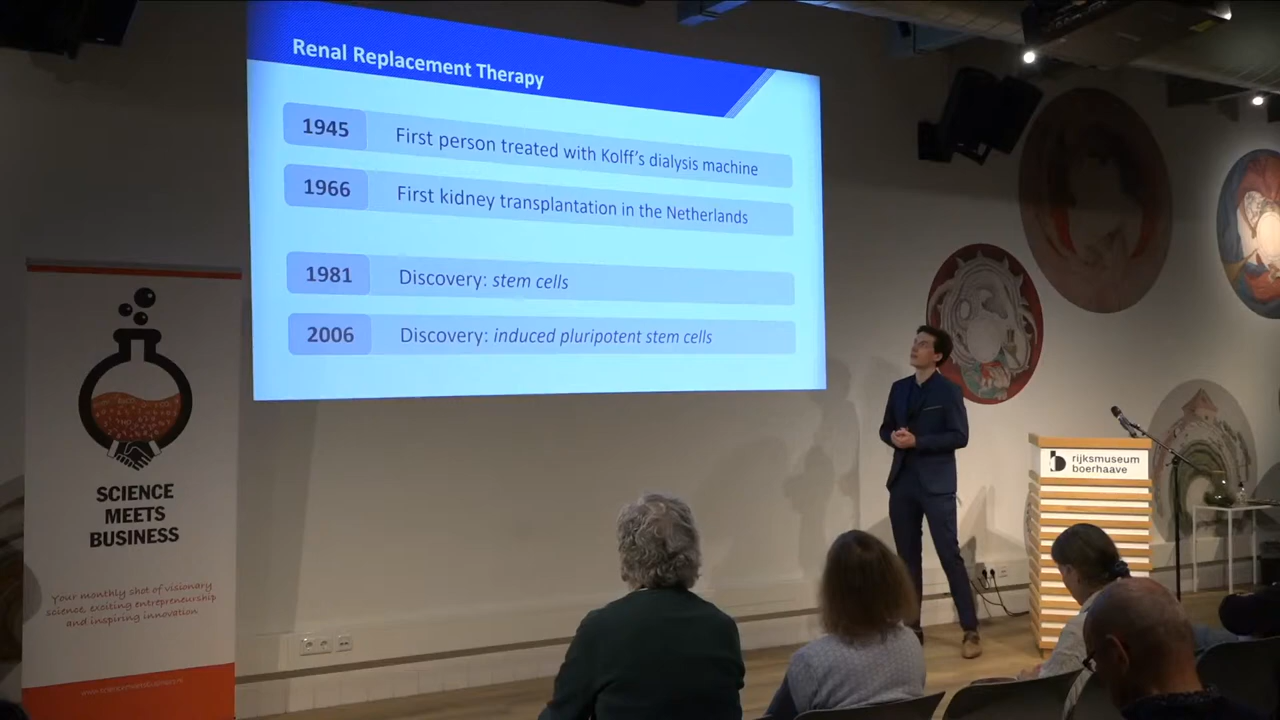 Renal Replacement Therapy
1945 First person treated with Kolff's dialysis machine
1966 First kidney transplantation in the Netherlands
1981 Discovery: stem cells
2006 Discovery: induced pluripotent stem cells
SCIENCE
MEETS
BUSINESS
Your monthly shot of visionary
science, exciting entrepreneurship
and inspiring innovation
rijksmuseum
boerhaave